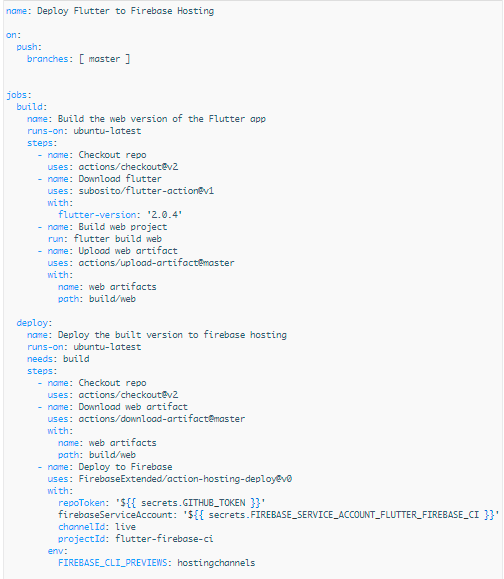 name: Deploy Flutter to Firebase Hosting
on:
push:
branches: [ master ]
jobs:
build:
name: Build the web version of the Flutter app
runs-on: ubuntu-latest
steps:
- name: Checkout repo
uses: actions/checkout@v2
- name: Download flutter
uses: subosito/flutter-action@v1
with:
flutter-version: '2.0.4'
- name: Build web project
run: flutter build web
- name: Upload web artifact
uses: actions/upload-artifact@master
with:
name: web artifacts
path: build/web
deploy:
name: Deploy the built version to firebase hosting
runs-on: ubuntu-latest
needs: build
steps:
- name: Checkout repo
uses: actions/checkout@v2
- name: Download web artifact
uses: actions/download-artifact@master
with:
name: web artifacts
path: build/web
- name: Deploy to Firebase
uses: FirebaseExtended/action-hosting-deploy@v0
with:
repoToken: '${{ secrets.GITHUB_TOKEN }}'
firebaseServiceAccount: '${{ secrets.FIREBASE_SERVICE_ACCOUNT_FLUTTER_FIREBASE_CI }}'
channelId: live
projectId: flutter-firebase-ci
env:
FIREBASE_CLI_PREVIEWS: hostingchannels